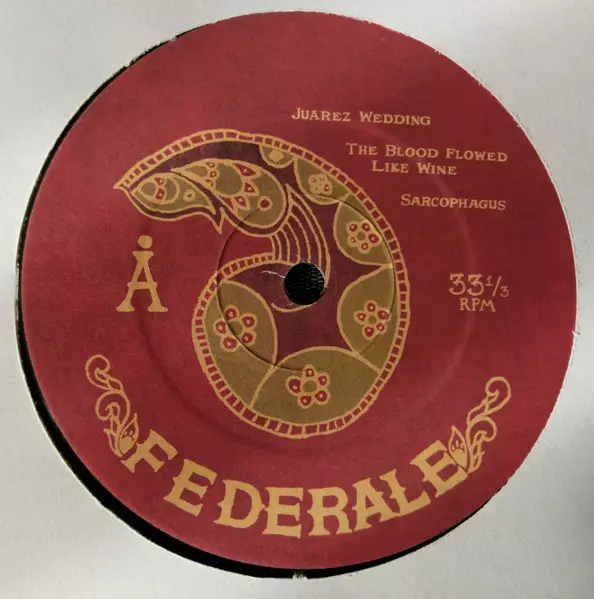 Juarez Wedding
The Blood Flowed
Like Wine
Sarcophagus
A
33 1/3
RPM
FEDERALE